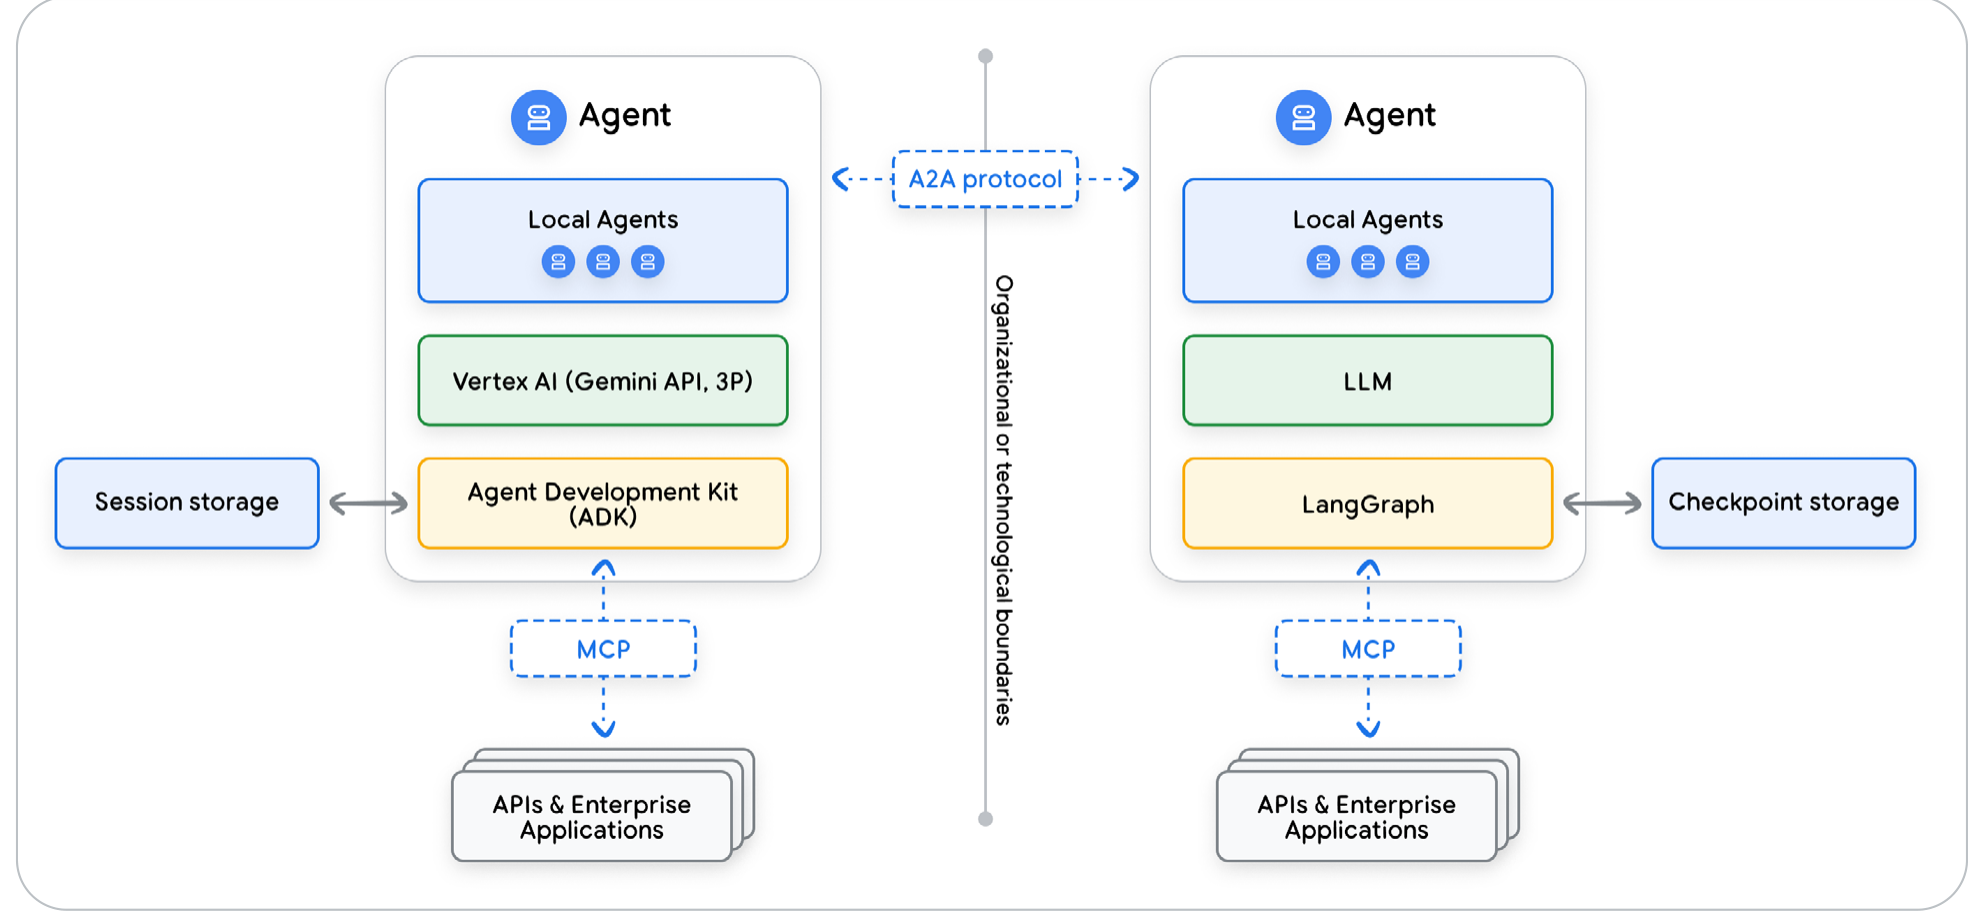 Agent
Local Agents
Vertex AI (Gemini API, 3P)
Agent Development Kit
(ADK)
Session storage
MCP
APIs & Enterprise
Applications
A2A protocol
Organizational or technological boundaries
Agent
Local Agents
LLM
LangGraph
Checkpoint storage
MCP
APIs & Enterprise
Applications